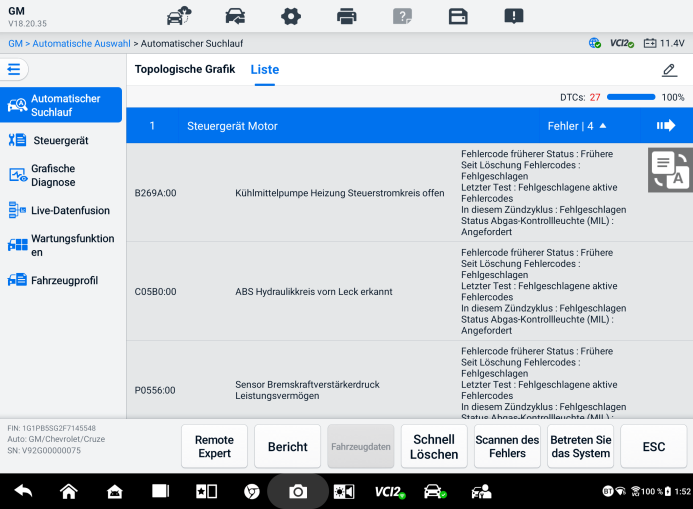 GM
V18.20.35
GM > Automatische Auswahl > Automatischer Suchlauf
VCI2
11.4V
Topologische Grafik
Liste
DTCs: 27
100%
Automatischer
Suchlauf
Steuergerät
Grafische
Diagnose
Live-Datenfusion
Wartungsfunktion
en
Fahrzeugprofil
1
Steuergerät Motor
Fehler | 4
B269A:00
Kühlmittelpumpe Heizung Steuerstromkreis offen
Fehlercode früherer Status : Frühere
Seit Löschung Fehlercodes :
Fehlgeschlagen
Letzter Test : Fehlgeschlagene aktive
Fehlercodes
In diesem Zündzyklus : Fehlgeschlagen
Status Abgas-Kontrollleuchte (MIL) :
Angefordert
C05B0:00
ABS Hydraulikkreis vorn Leck erkannt
Fehlercode früherer Status : Frühere
Seit Löschung Fehlercodes :
Fehlgeschlagen
Letzter Test : Fehlgeschlagene aktive
Fehlercodes
In diesem Zündzyklus : Fehlgeschlagen
Status Abgas-Kontrollleuchte (MIL) :
Angefordert
P0556:00
Sensor Bremskraftverstärkerdruck
Leistungsvermögen
Fehlercode früherer Status : Frühere
Seit Löschung Fehlercodes :
Fehlgeschlagen
Letzter Test : Fehlgeschlagene aktive
Fehlercodes
In diesem Zündzyklus : Fehlgeschlagen
Status Abgas-Kontrollleuchte (MIL) :
A
FIN: 1G1PB5SG2F7145548
Auto: GM/Chevrolet/Cruze
SN: V92G00000075
Remote
Expert
Bericht
Fahrzeugdaten
Schnell
Löschen
Scannen des
Fehlers
Betreten Sie
das System
ESC
VCI2
BT
100 %
1:52